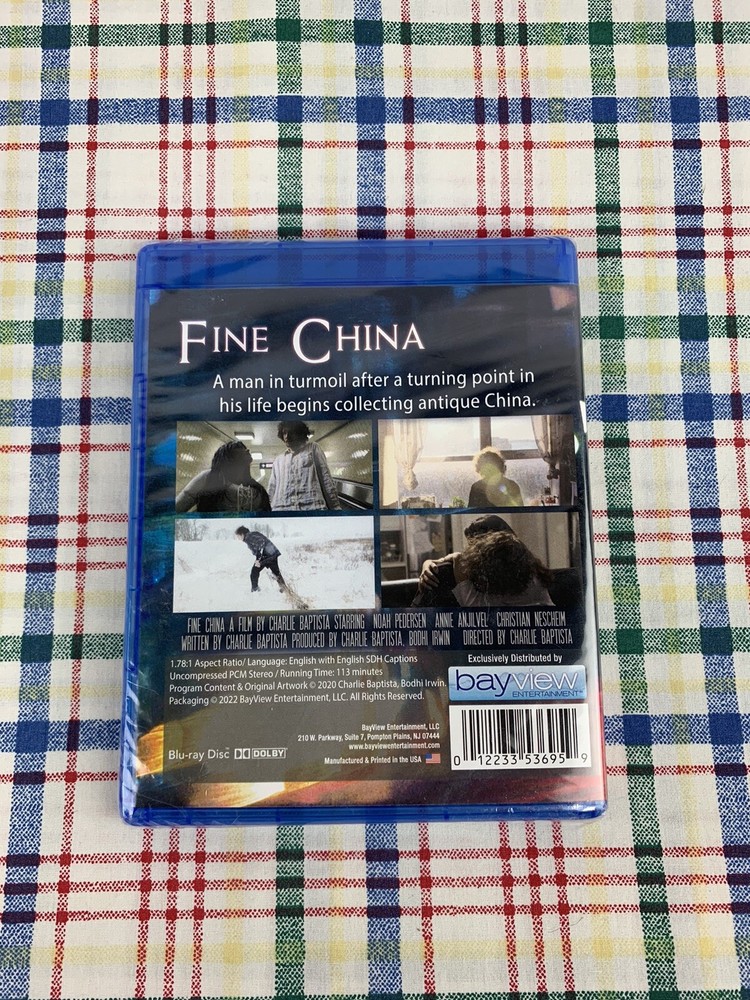 FINE CHINA
A man in turmoil after a turning point in
his life begins collecting antique China.
FINE CHINA A FILM BY CHARLIE BAPTISTA STARRING NOAH PEDERSEN ANNIE ANJILVEL CHRISTIAN NESCHEIM
WRITTEN BY CHARLIE BAPTISTA PRODUCED BY CHARLIE BAPTISTA, BODHI IRWIN DIRECTED BY CHARLIE BAPTISTA
1.78:1 Aspect Ratio/ Language: English with English SDH Captions
Uncompressed PCM Stereo / Running Time: 113 minutes
Program Content & Original Artwork © 2020 Charlie Baptista, Bodhi Irwin.
Packaging © 2022 BayView Entertainment, LLC. All Rights Reserved.
Exclusively Distributed by
bayview
ENTERTAINMENT™
BayView Entertainment, LLC
210 W. Parkway, Suite 7, Pompton Plains, NJ 07444
www.bayviewentertainment.com
Manufactured & Printed in the USA
Blu-ray Disc DOLBY
0 12233 53695 9